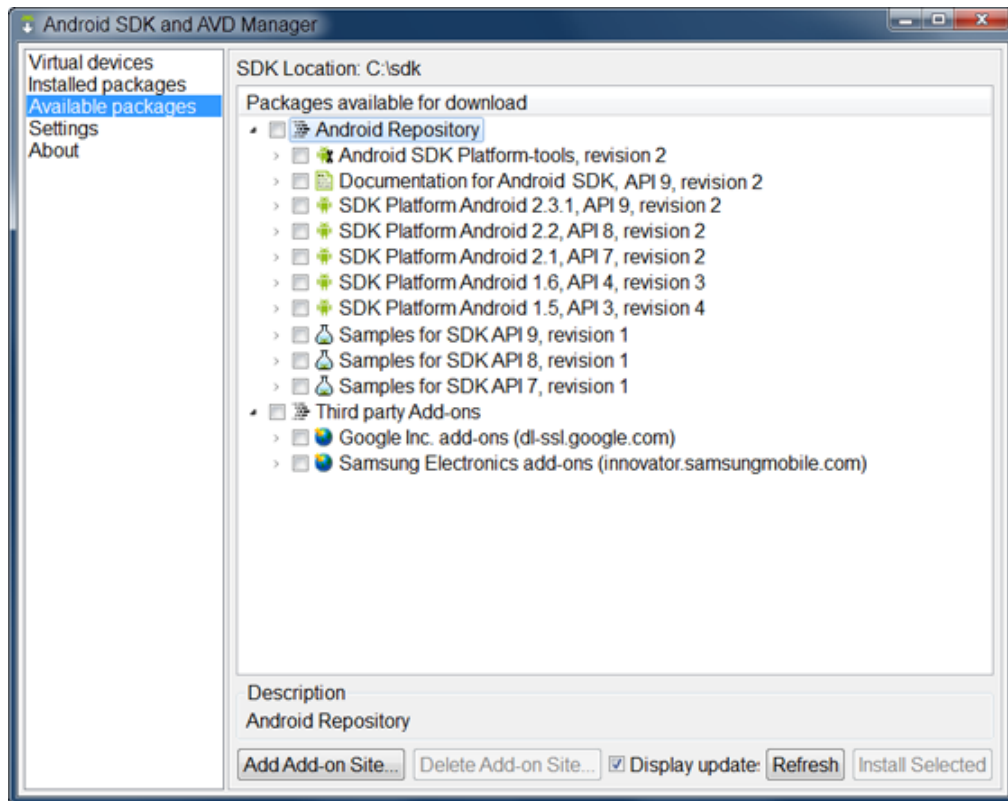 Android SDK and AVD Manager
Virtual devices
Installed packages
Available packages
Settings
About
SDK Location: C:\sdk
Packages available for download
Android Repository
Android SDK Platform-tools, revision 2
Documentation for Android SDK, API 9, revision 2
SDK Platform Android 2.3.1, API 9, revision 2
SDK Platform Android 2.2, API 8, revision 2
SDK Platform Android 2.1, API 7, revision 2
SDK Platform Android 1.6, API 4, revision 3
SDK Platform Android 1.5, API 3, revision 4
Samples for SDK API 9, revision 1
Samples for SDK API 8, revision 1
Samples for SDK API 7, revision 1
Third party Add-ons
Google Inc. add-ons (dl-ssl.google.com)
Samsung Electronics add-ons (innovator.samsungmobile.com)
Description
Android Repository
Add Add-on Site... Delete Add-on Site... Display update: Refresh Install Selected